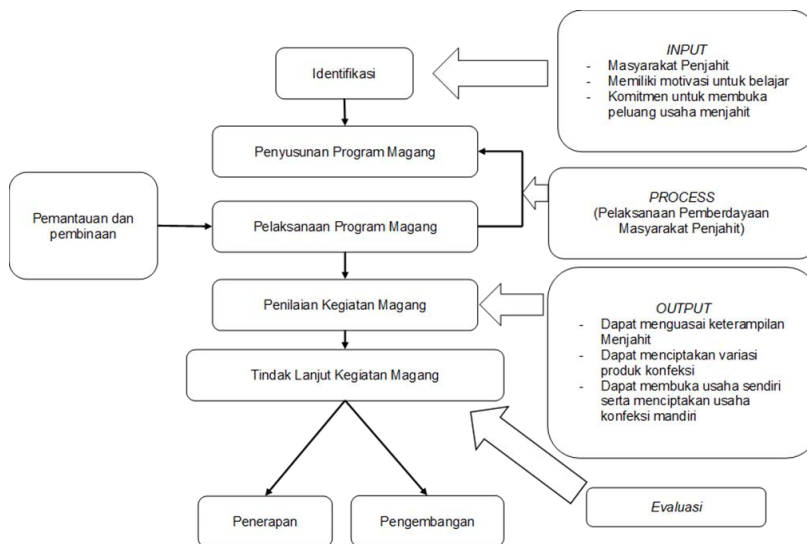 INPUT
- Masyarakat Penjahit
- Memiliki motivasi untuk belajar
- Komitmen untuk membuka
peluang usaha menjahit
Identifikasi
Penyusunan Program Magang
Pemantauan dan
pembinaan
Pelaksanaan Program Magang
PROCESS
(Pelaksanaan Pemberdayaan
Masyarakat Penjahit)
Penilaian Kegiatan Magang
OUTPUT
- Dapat menguasai keterampilan
Menjahit
- Dapat menciptakan variasi
produk konfeksi
- Dapat membuka usaha sendiri
serta menciptakan usaha
konfeksi mandiri
Tindak Lanjut Kegiatan Magang
Evaluasi
Penerapan
Pengembangan